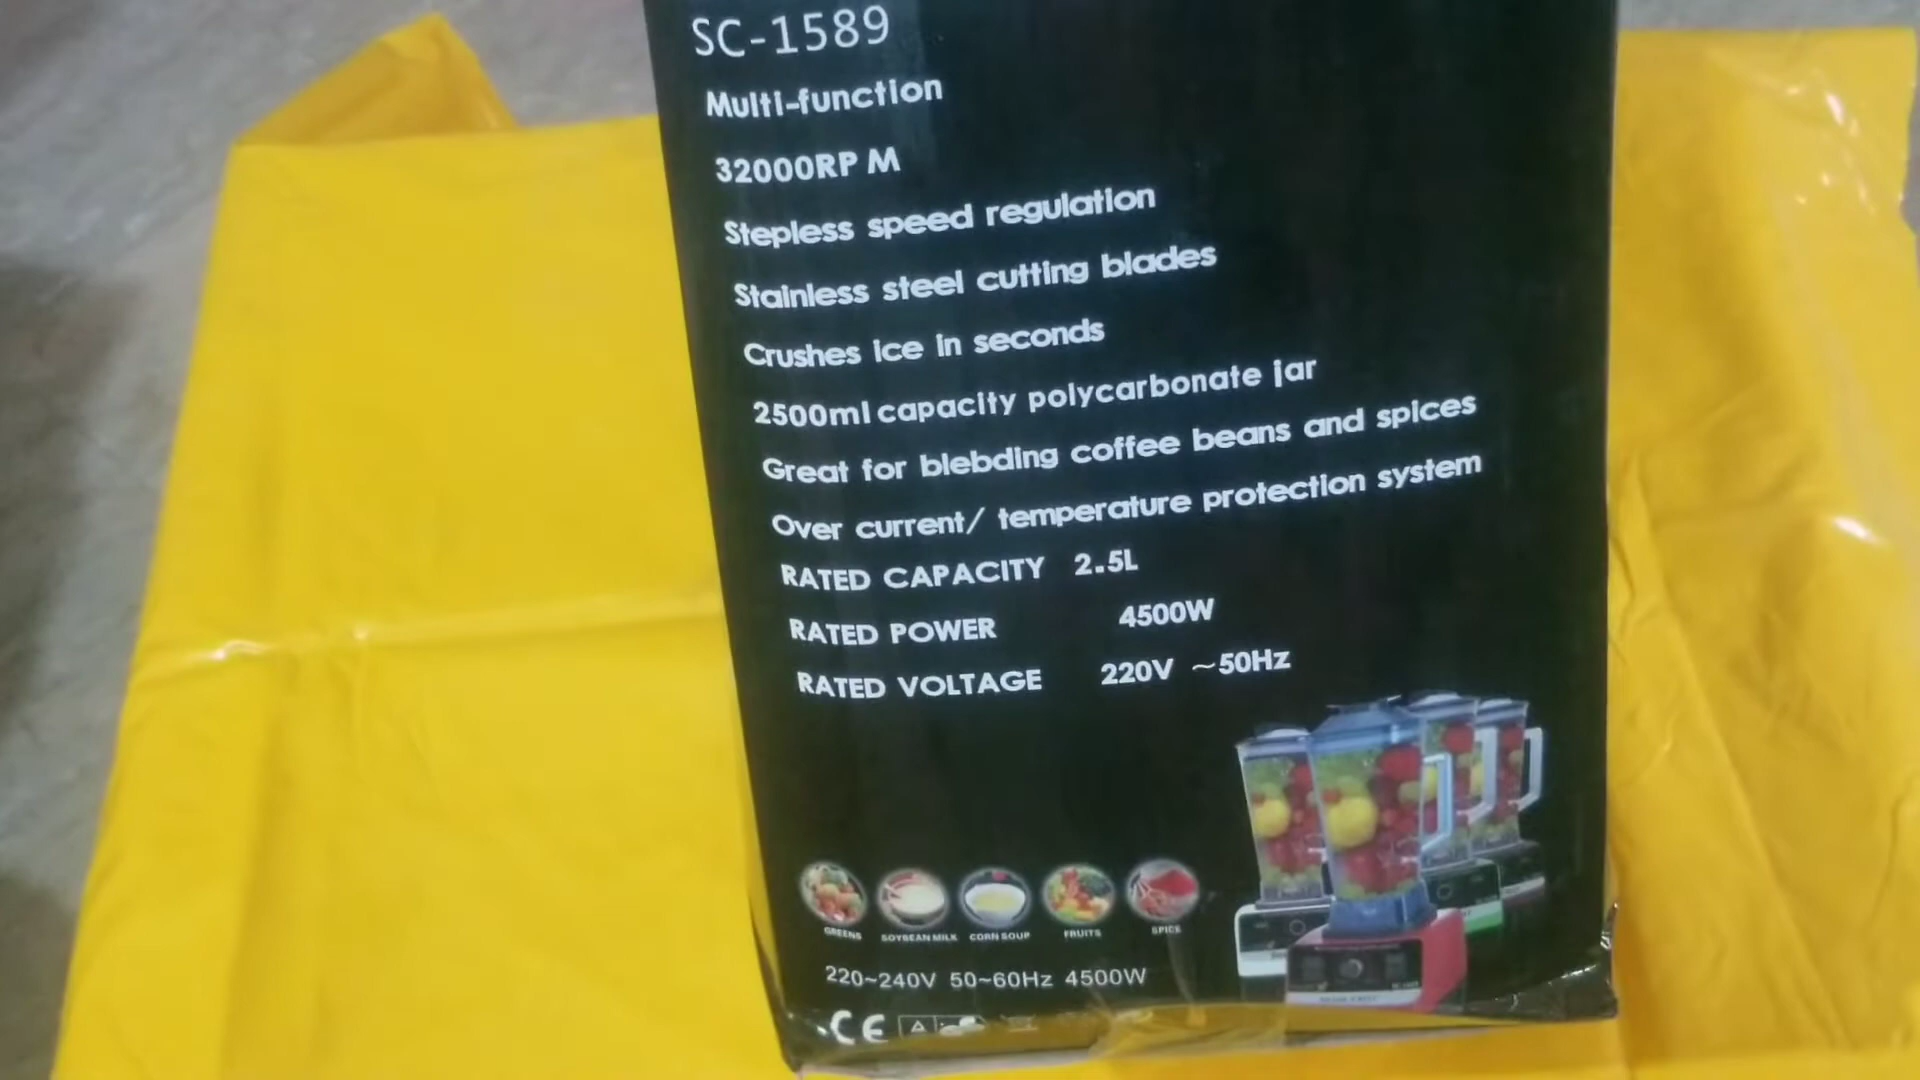 SC-1589
Multi-function
32000RP M
Stepless speed regulation
Stainless steel cutting blades
Crushes ice in seconds
2500ml capacity polycarbonate jar
Great for blebding coffee beans and spices
Over current/ temperature protection system
RATED CAPACITY 2.5L
RATED POWER 4500W
RATED VOLTAGE 220V ~50Hz
GREENS SOYBEAN MILK CORN SOUP FRUITS SPICE
220~240V 50~60Hz 4500W
CE